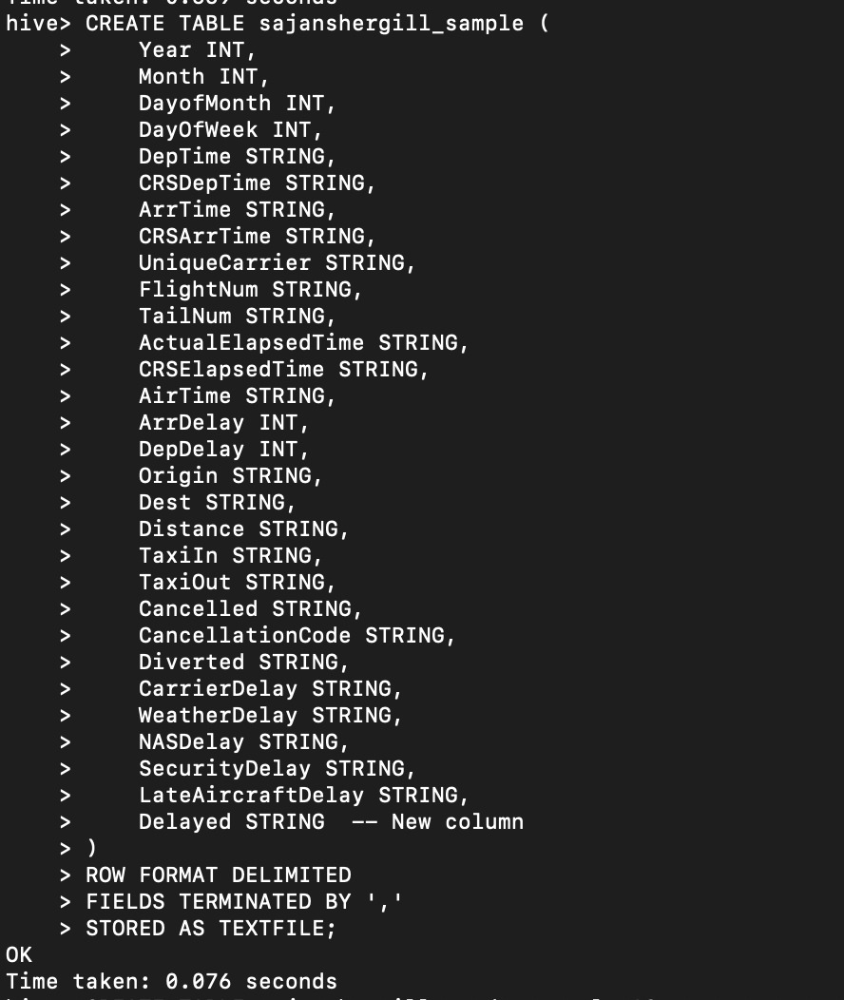 hive> CREATE TABLE sajanshergill_sample (
    >     Year INT,
    >     Month INT,
    >     DayofMonth INT,
    >     DayOfWeek INT,
    >     DepTime STRING,
    >     CRSDepTime STRING,
    >     ArrTime STRING,
    >     CRSArrTime STRING,
    >     UniqueCarrier STRING,
    >     FlightNum STRING,
    >     TailNum STRING,
    >     ActualElapsedTime STRING,
    >     CRSElapsedTime STRING,
    >     AirTime STRING,
    >     ArrDelay INT,
    >     DepDelay INT,
    >     Origin STRING,
    >     Dest STRING,
    >     Distance STRING,
    >     TaxiIn STRING,
    >     TaxiOut STRING,
    >     Cancelled STRING,
    >     CancellationCode STRING,
    >     Diverted STRING,
    >     CarrierDelay STRING,
    >     WeatherDelay STRING,
    >     NASDelay STRING,
    >     SecurityDelay STRING,
    >     LateAircraftDelay STRING,
    >     Delayed STRING  -- New column
    > )
    > ROW FORMAT DELIMITED
    > FIELDS TERMINATED BY ','
    > STORED AS TEXTFILE;
OK
Time taken: 0.076 seconds